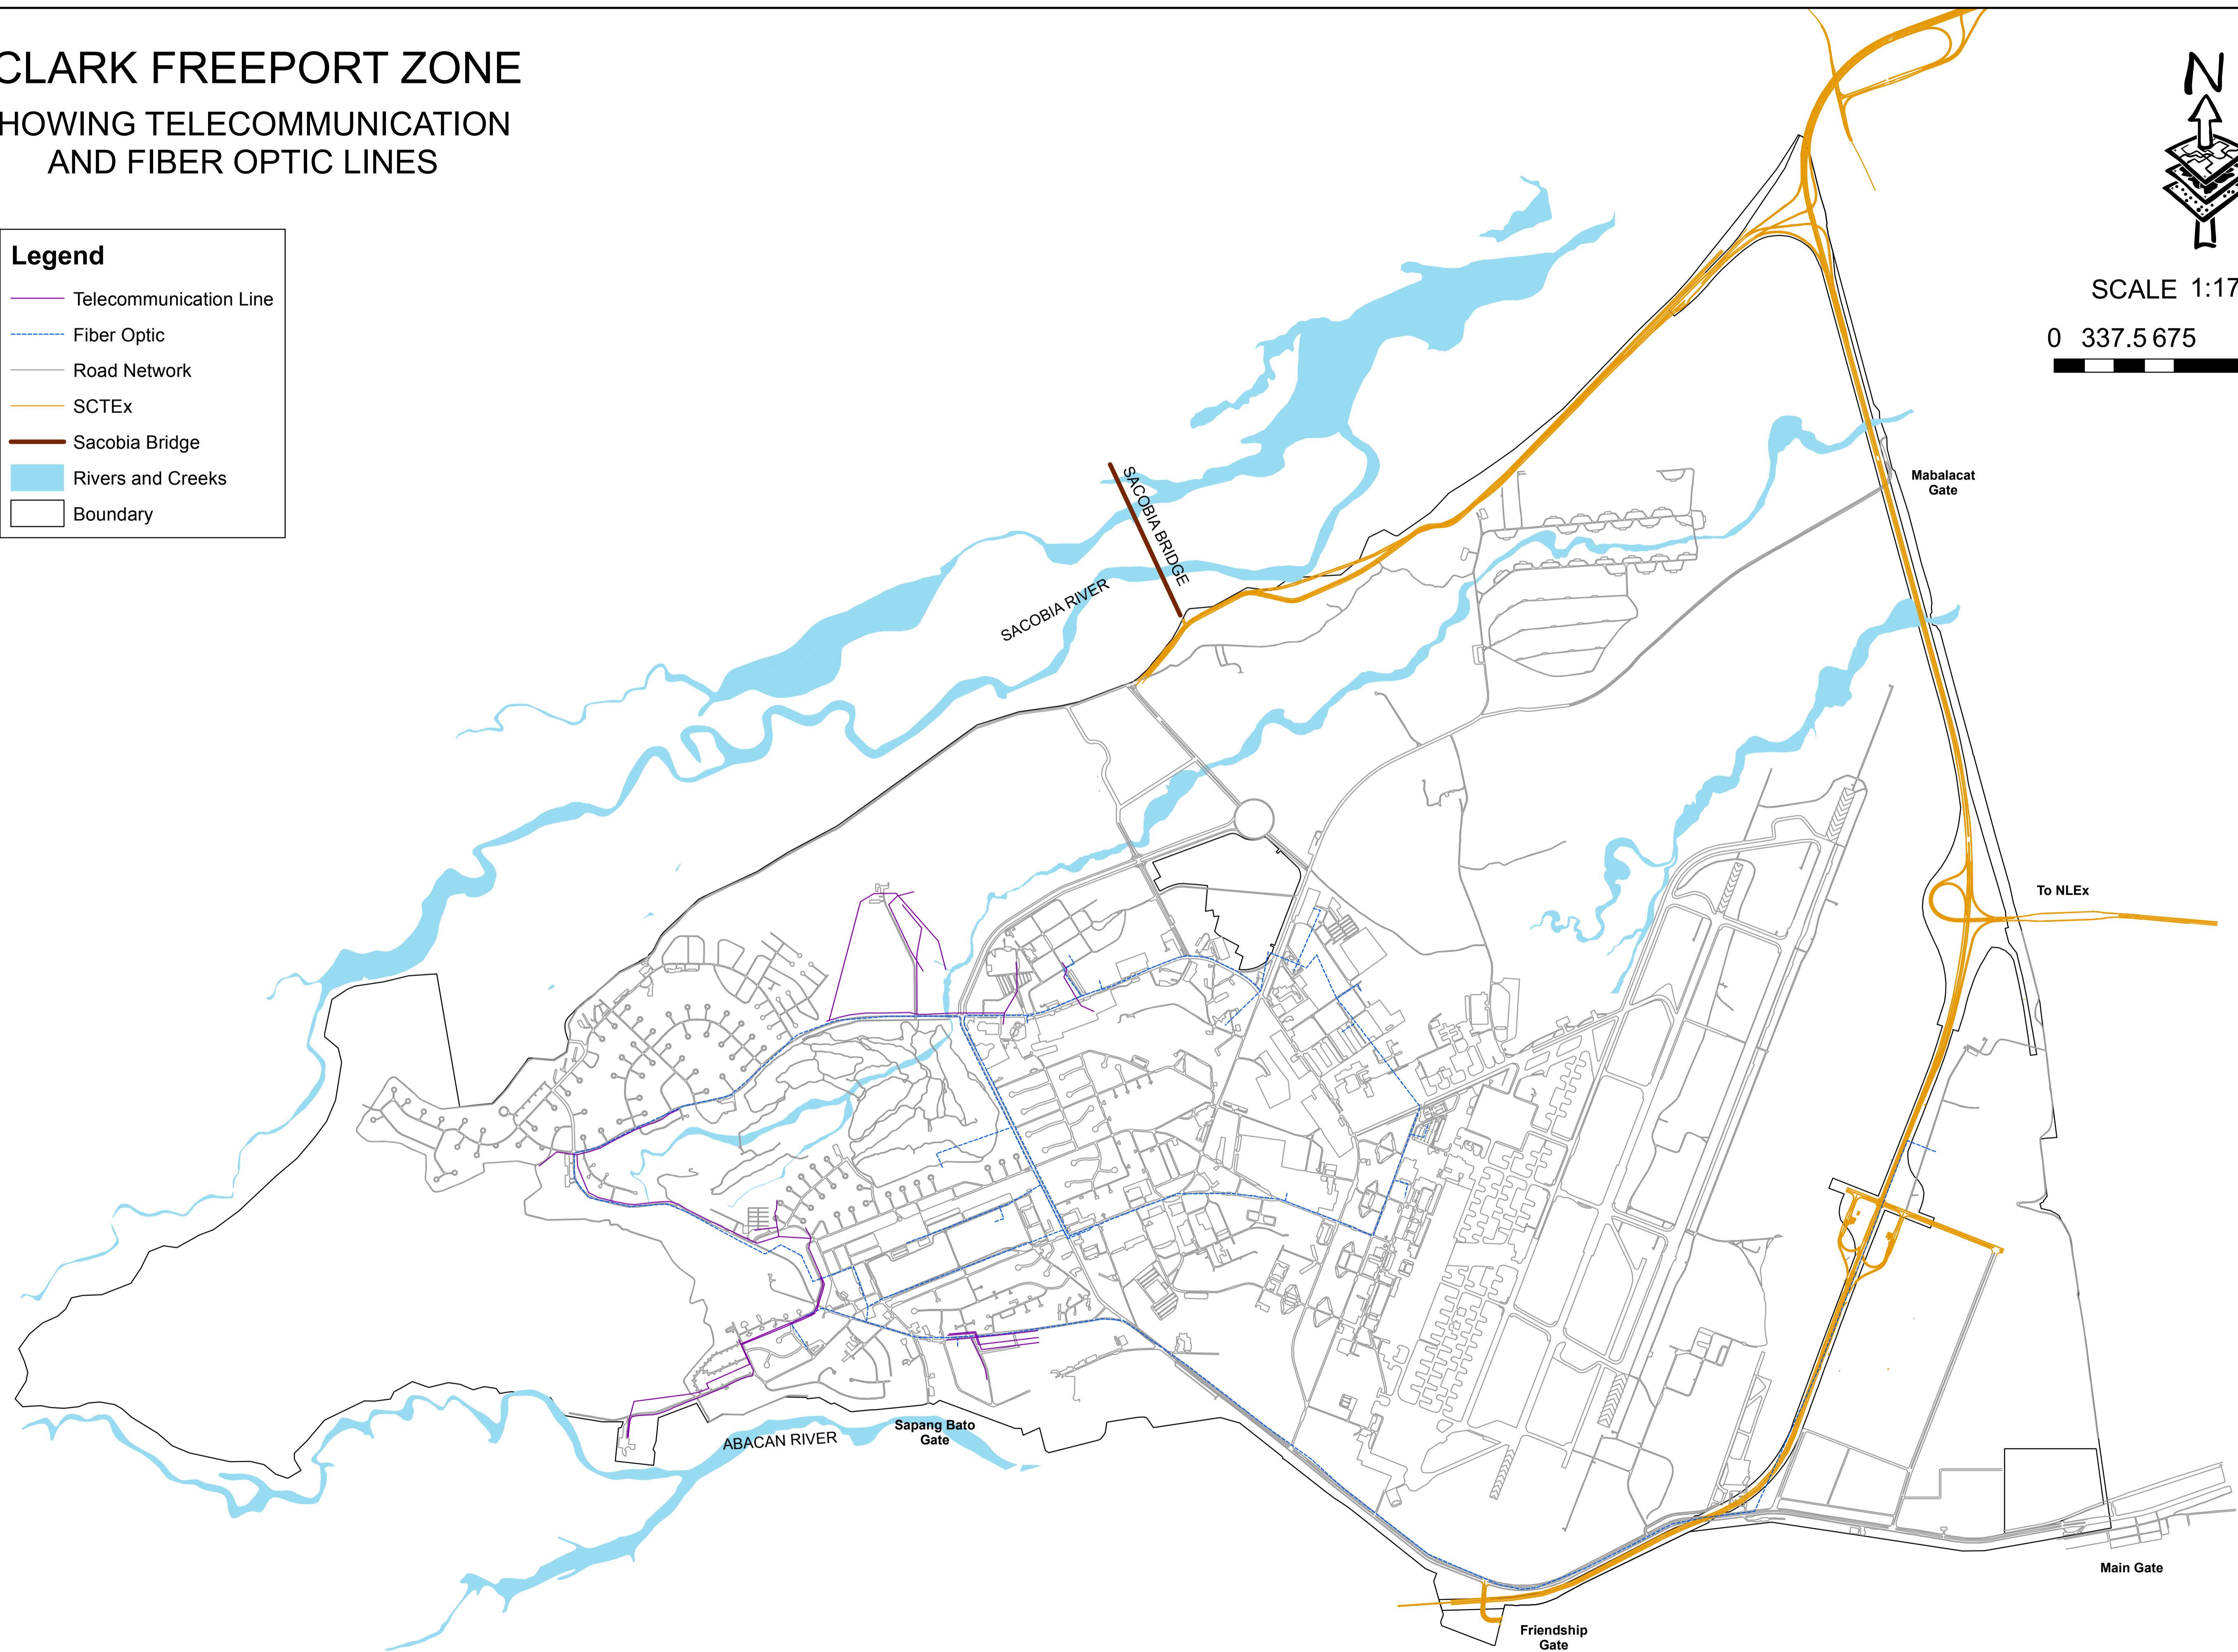 CLARK FREEPORT ZONE
HOWING TELECOMMUNICATION
AND FIBER OPTIC LINES
Legend
Telecommunication Line
Fiber Optic
Road Network
SCTEx
Sacobia Bridge
Rivers and Creeks
Boundary
N
SCALE 1:17
0 337.5 675
Mabalacat
Gate
SACOBIA BRIDGE
SACOBIA RIVER
To NLEx
Sapang Bato
Gate
ABACAN RIVER
Main Gate
Friendship
Gate